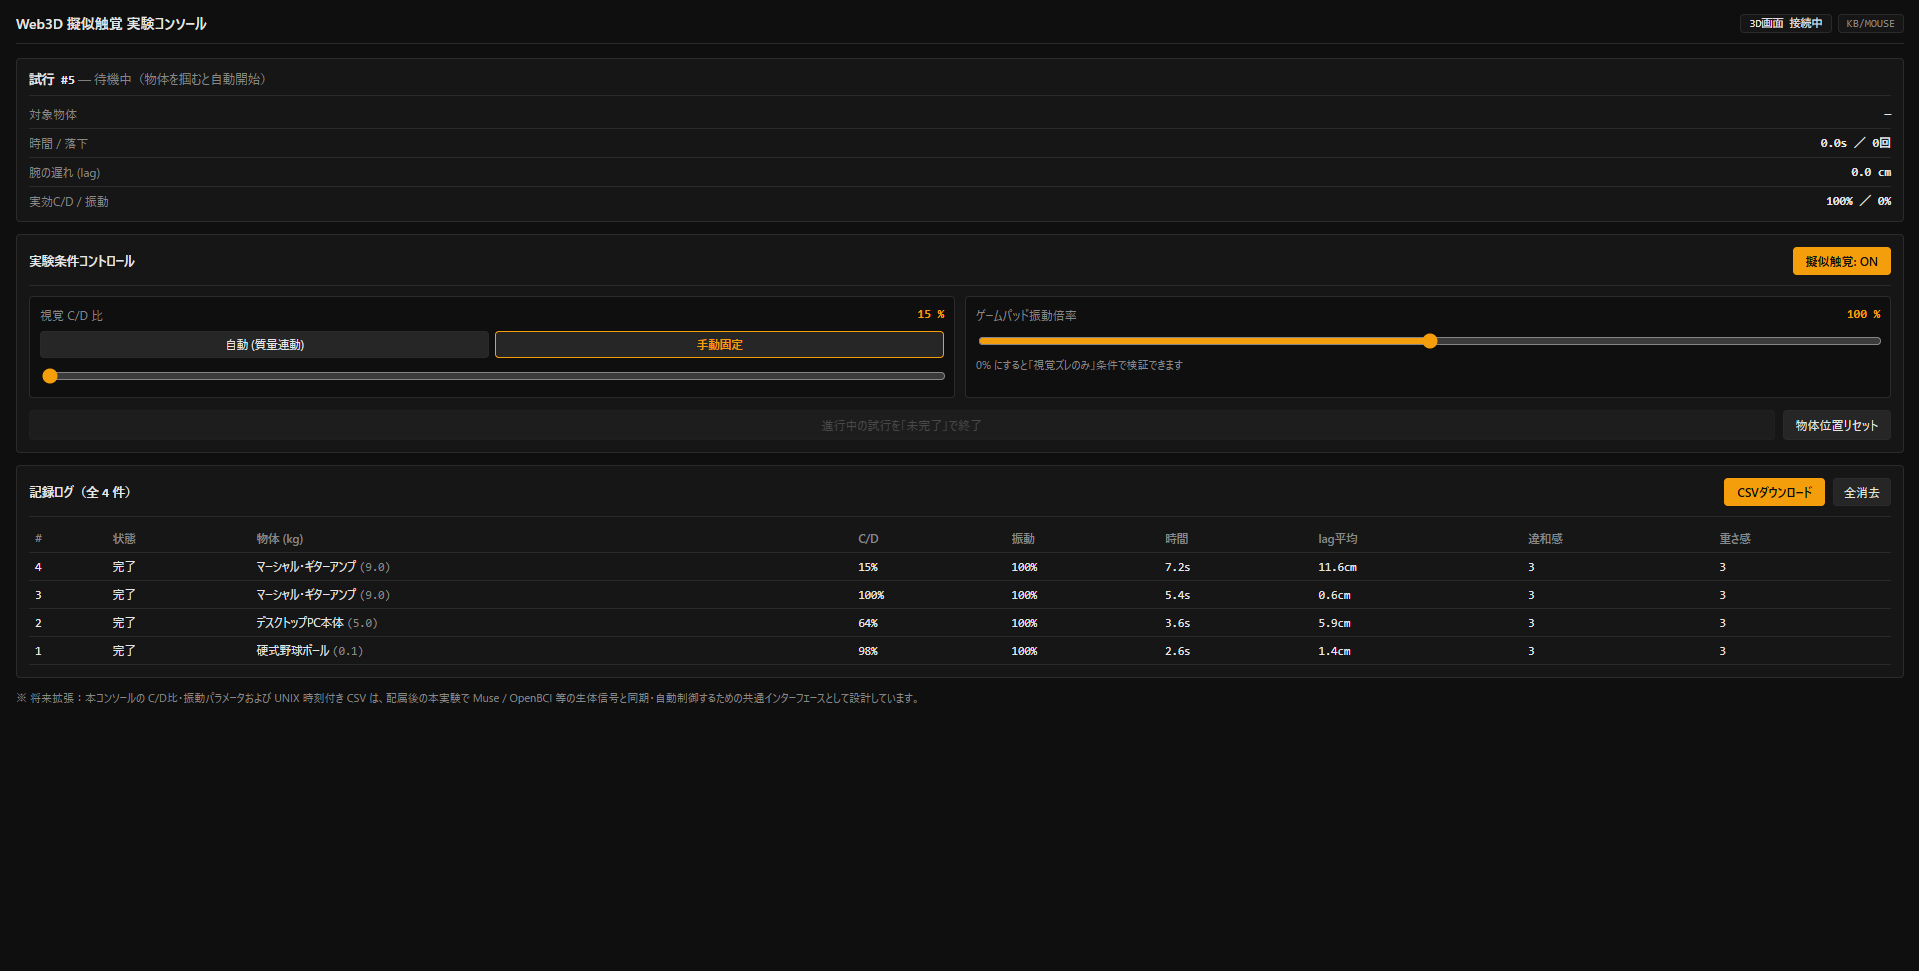 Web3D 擬似触覚 実験コンソール
3D画面 接続中 KB/MOUSE
試行 #5 — 待機中（物体を掴むと自動開始）
対象物体 —
時間 / 落下 0.0s ／ 0回
腕の遅れ (lag) 0.0 cm
実効C/D / 振動 100% ／ 0%
実験条件コントロール 擬似触覚: ON
視覚 C/D 比 15 %
自動 (質量連動) 手動固定
ゲームパッド振動倍率 100 %
0% にすると「視覚ズレのみ」条件で検証できます
進行中の試行を「未完了」で終了 物体位置リセット
記録ログ（全 4 件） CSVダウンロード 全消去
# 状態 物体 (kg) C/D 振動 時間 lag平均 違和感 重さ感
4 完了 マーシャル・ギターアンプ (9.0) 15% 100% 7.2s 11.6cm 3 3
3 完了 マーシャル・ギターアンプ (9.0) 100% 100% 5.4s 0.6cm 3 3
2 完了 デスクトップPC本体 (5.0) 64% 100% 3.6s 5.9cm 3 3
1 完了 硬式野球ボール (0.1) 98% 100% 2.6s 1.4cm 3 3
※ 将来拡張：本コンソールの C/D比・振動パラメータおよび UNIX 時刻付き CSV は、配属後の本実験で Muse / OpenBCI 等の生体信号と同期・自動制御するための共通インターフェースとして設計しています。